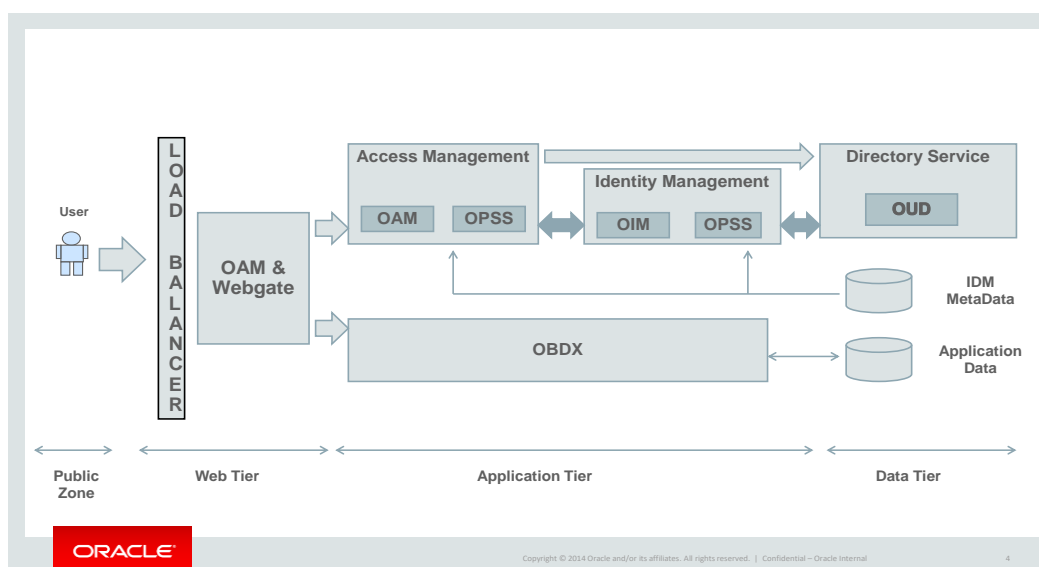 LOAD BALANCER
Access Management
Directory Service
Identity Management
User
OAM
OPSS
OIM
OPSS
OUD
OAM &
Webgate
IDM
MetaData
OBDX
Application
Data
Public
Zone
Web Tier
Application Tier
Data Tier
ORACLE
Copyright © 2014 Oracle and/or its affiliates. All rights reserved. | Confidential – Oracle Internal
4